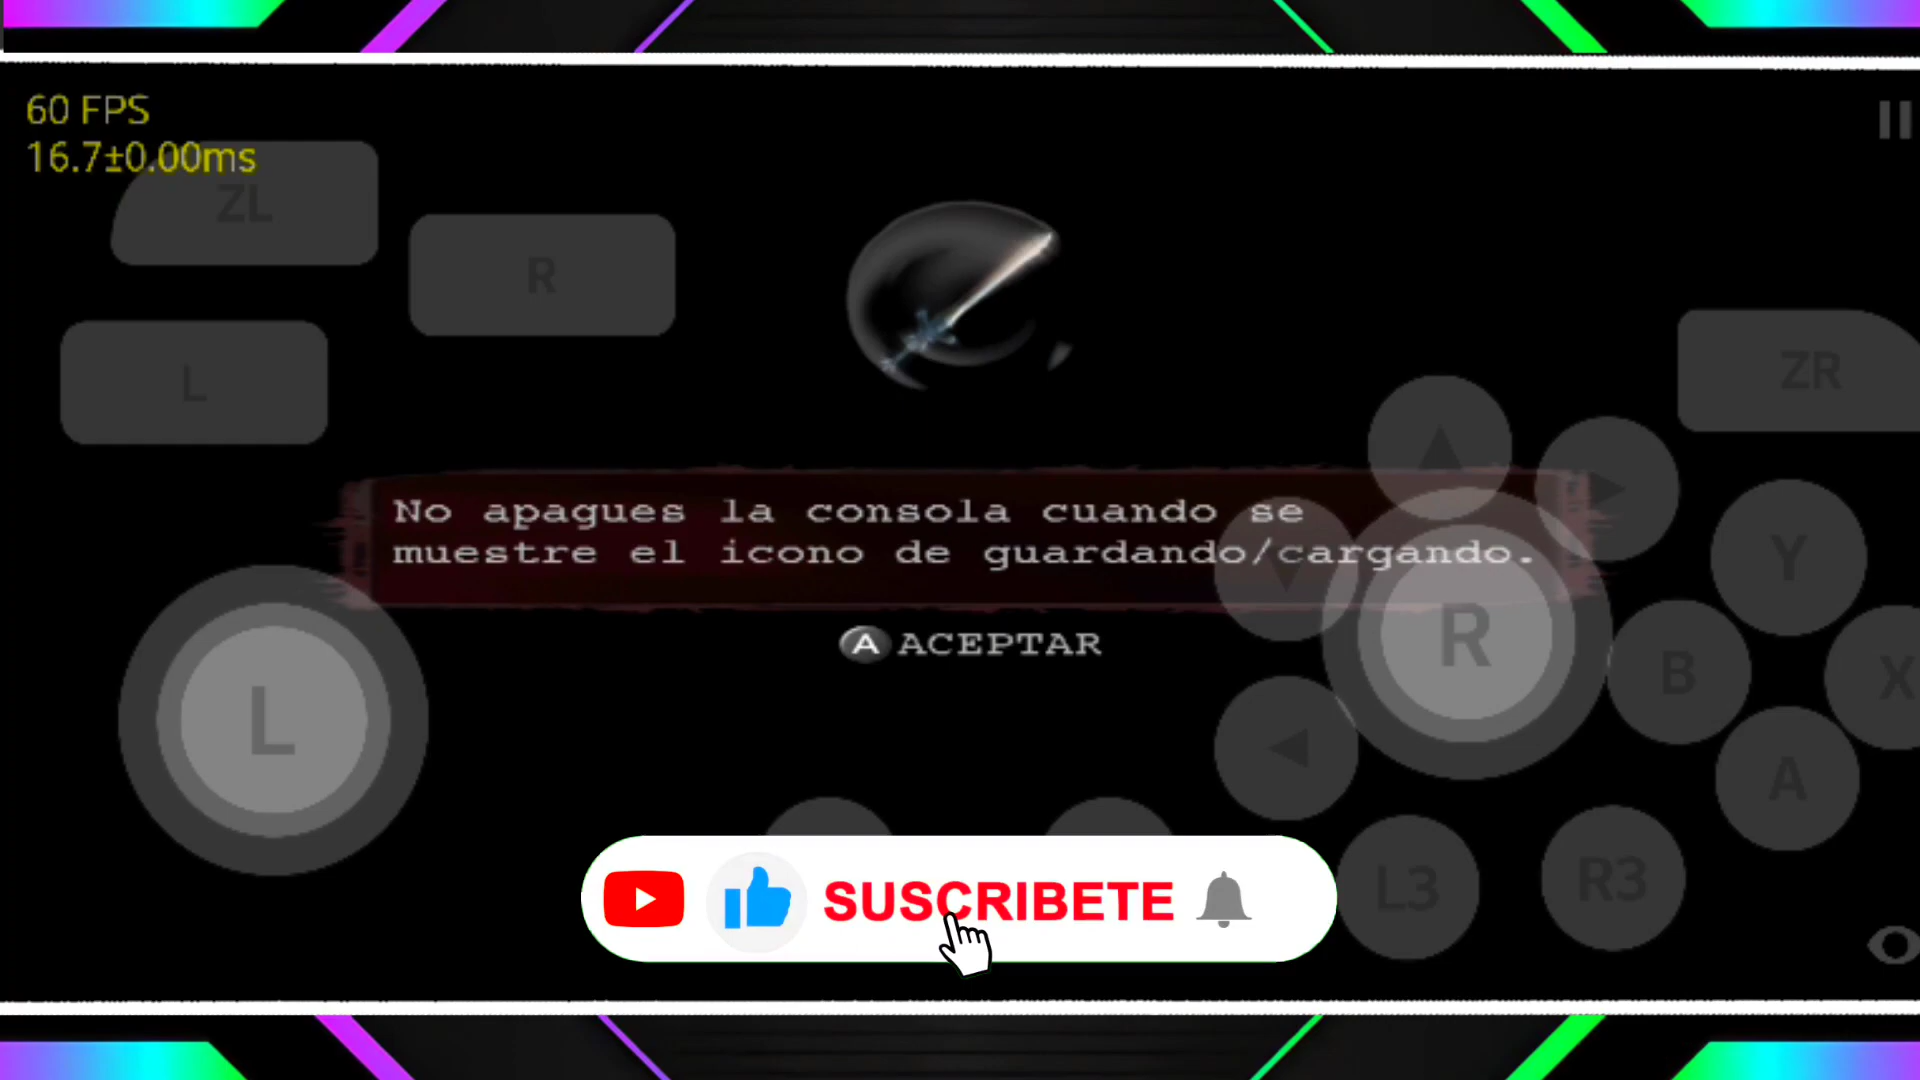 60 FPS
16.7±0.00ms
ZL
R
L
ZR
No apagues la consola cuando se
muestre el icono de guardando/cargando.
Y
R
B
X
A ACEPTAR
L
A
L3
R3
SUSCRIBETE